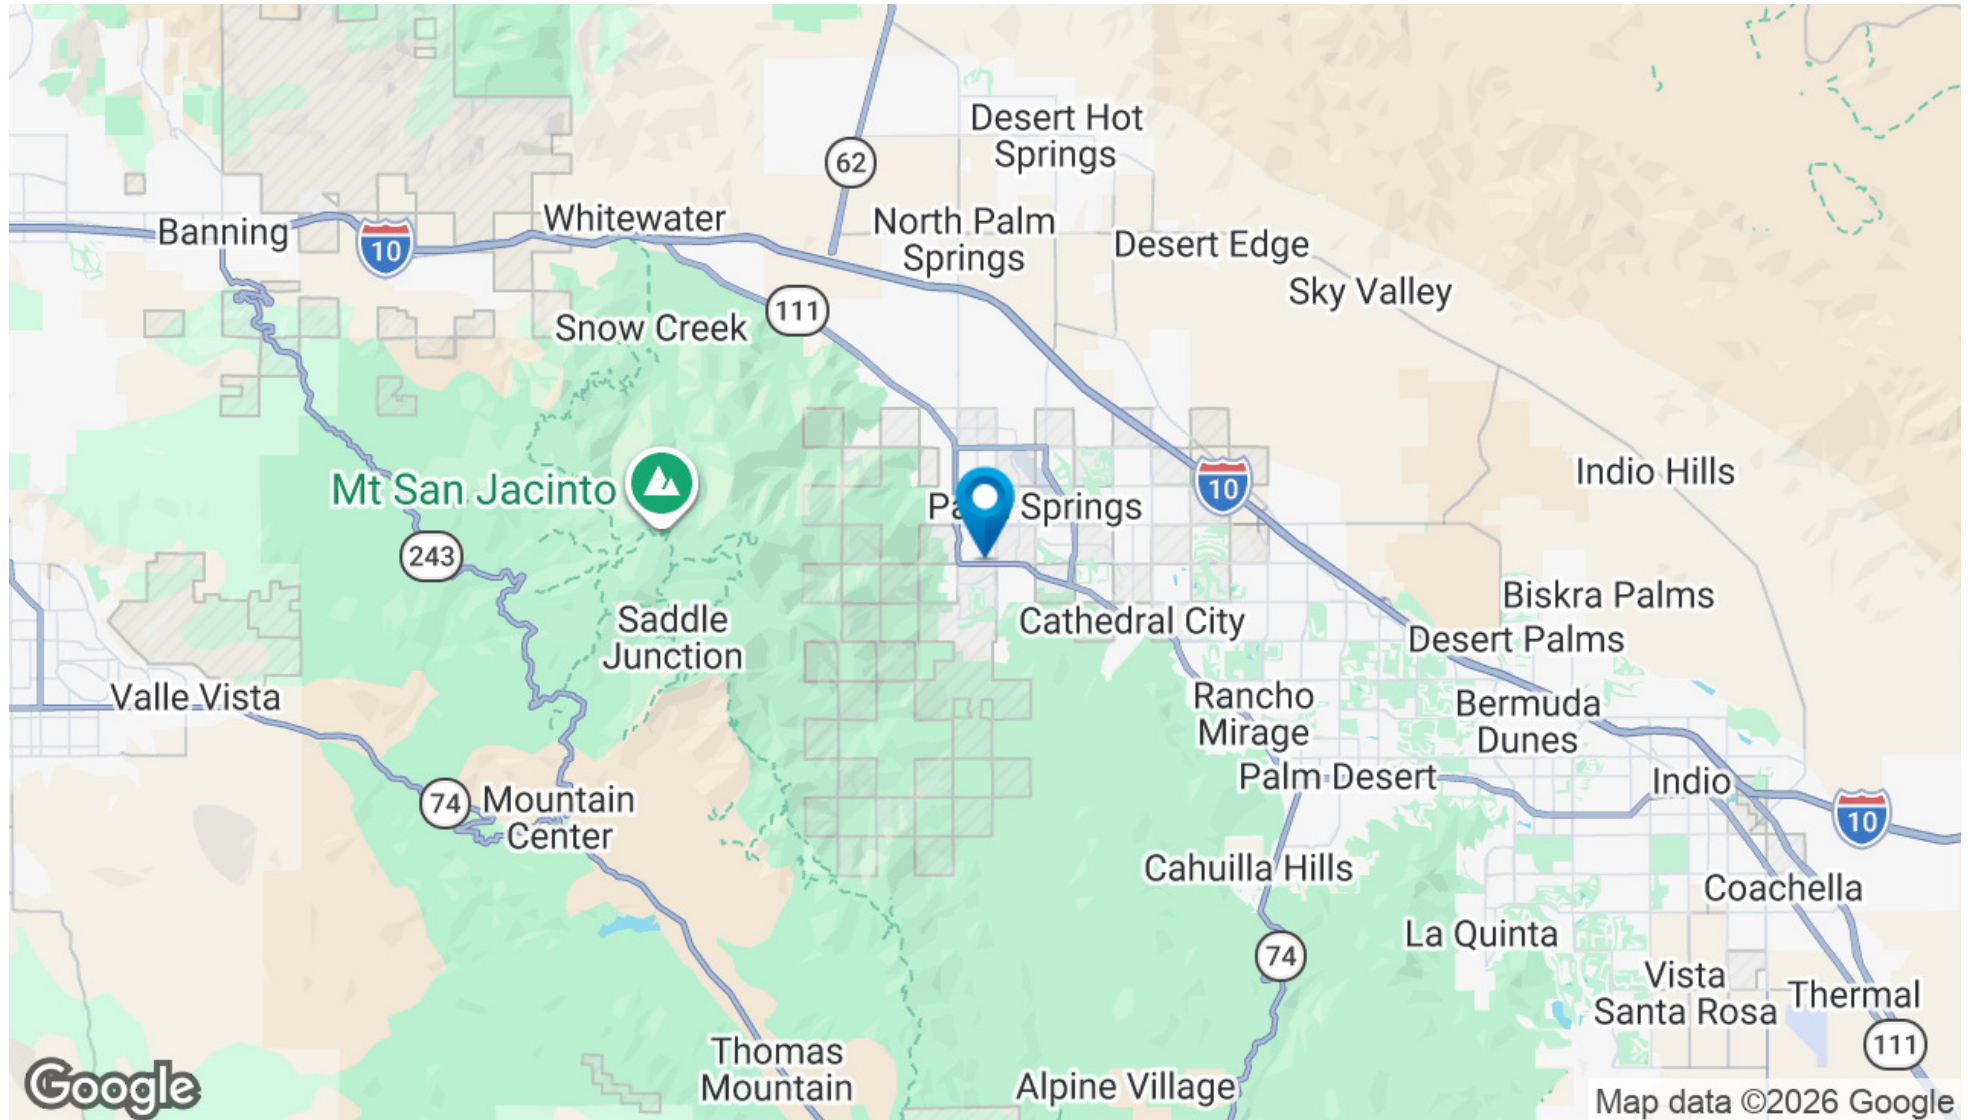 Desert Hot
Springs
62
Banning
10
Whitewater
North Palm
Springs
Desert Edge
Sky Valley
111
Snow Creek
Mt San Jacinto
Palm Springs
10
Indio Hills
243
Saddle
Junction
Cathedral City
Biskra Palms
Desert Palms
Valle Vista
Rancho
Mirage
Bermuda
Dunes
74
Mountain
Center
Palm Desert
Indio
10
Cahuilla Hills
Coachella
La Quinta
74
Vista
Santa Rosa
Thermal
111
Thomas
Mountain
Alpine Village
Google
Map data ©2026 Google